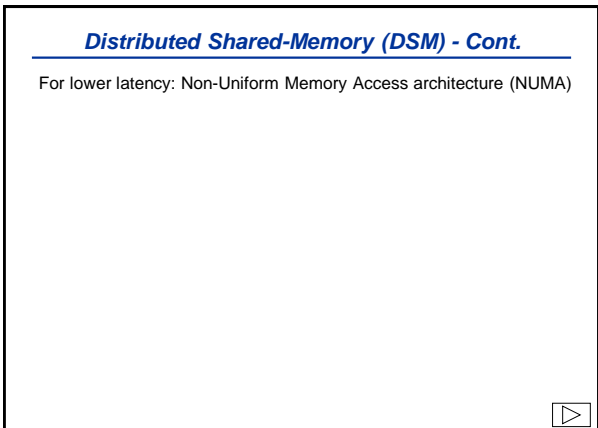 Distributed Shared-Memory (DSM) - Cont.
For lower latency: Non-Uniform Memory Access architecture (NUMA)